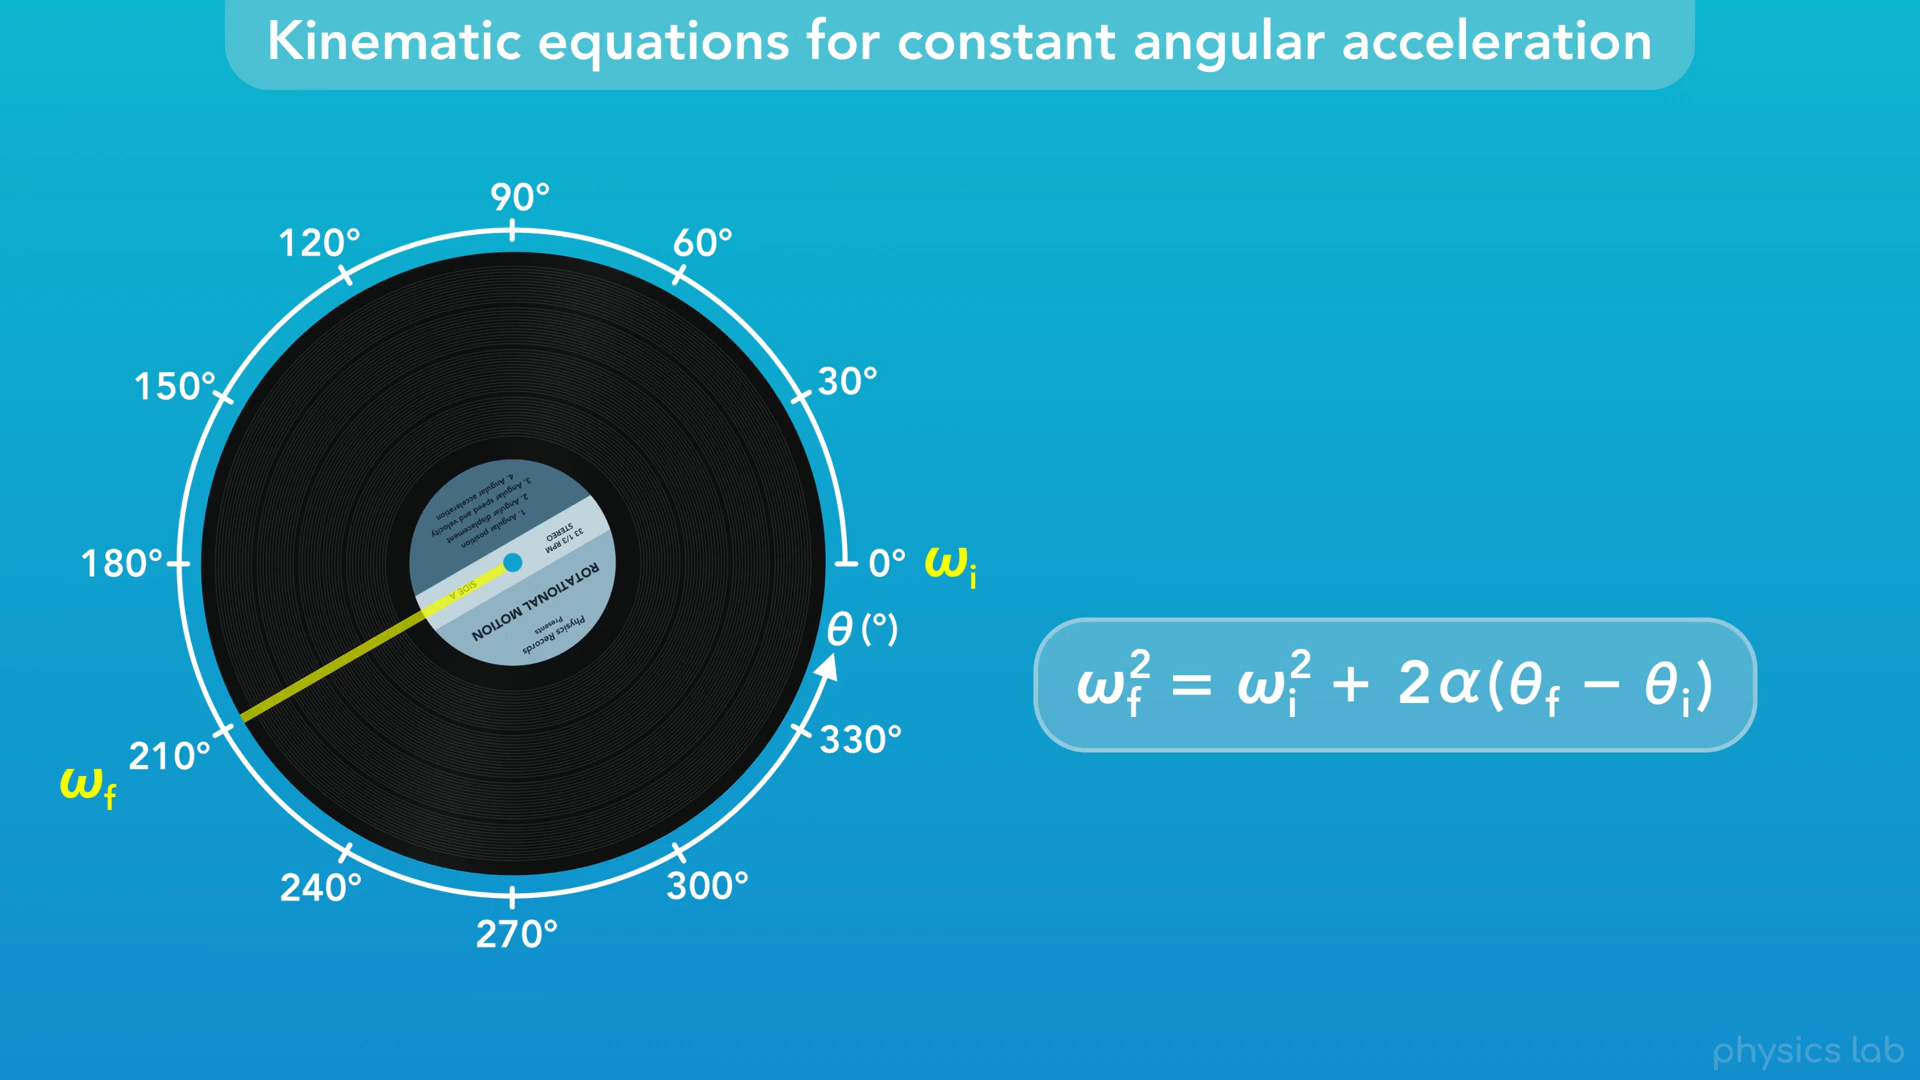 Kinematic equations for constant angular acceleration
90°
120°
60°
150°
30°
180°
0° ωi
θ (°)
210°
ωf
330°
240°
300°
270°
Physics Records
Presents
ROTATIONAL MOTION
33 1/3 RPM
STEREO
SIDE A
1. Angular position
2. Angular displacement
3. Angular speed and velocity
4. Angular acceleration
ωf² = ωi² + 2α(θf − θi)
physics lab